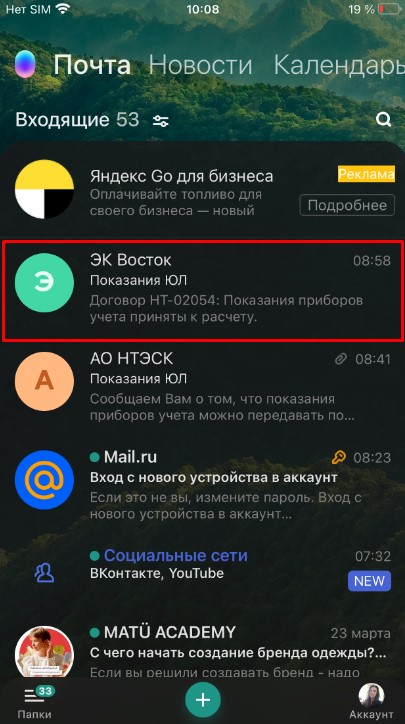 Нет SIM 10:08 19 %
Почта Новости Календарь
Входящие 53
Яндекс Go для бизнеса Реклама
Оплачивайте топливо для
своего бизнеса — новый Подробнее
Э
ЭК Восток 08:58
Показания ЮЛ
Договор НТ-02054: Показания приборов
учета приняты к расчету.
А
АО НТЭСК 08:41
Показания ЮЛ
Сообщаем Вам о том, что показания
приборов учета можно передавать по...
@
Mail.ru 08:23
Вход с нового устройства в аккаунт
Если это не вы, измените пароль. Вход с
нового устройства в аккаунт...
Социальные сети 07:32
ВКонтакте, YouTube NEW
MATÜ ACADEMY 23 марта
С чего начать создание бренда одежды?...
Если вы решили создавать бренд - надо
33
Папки Аккаунт